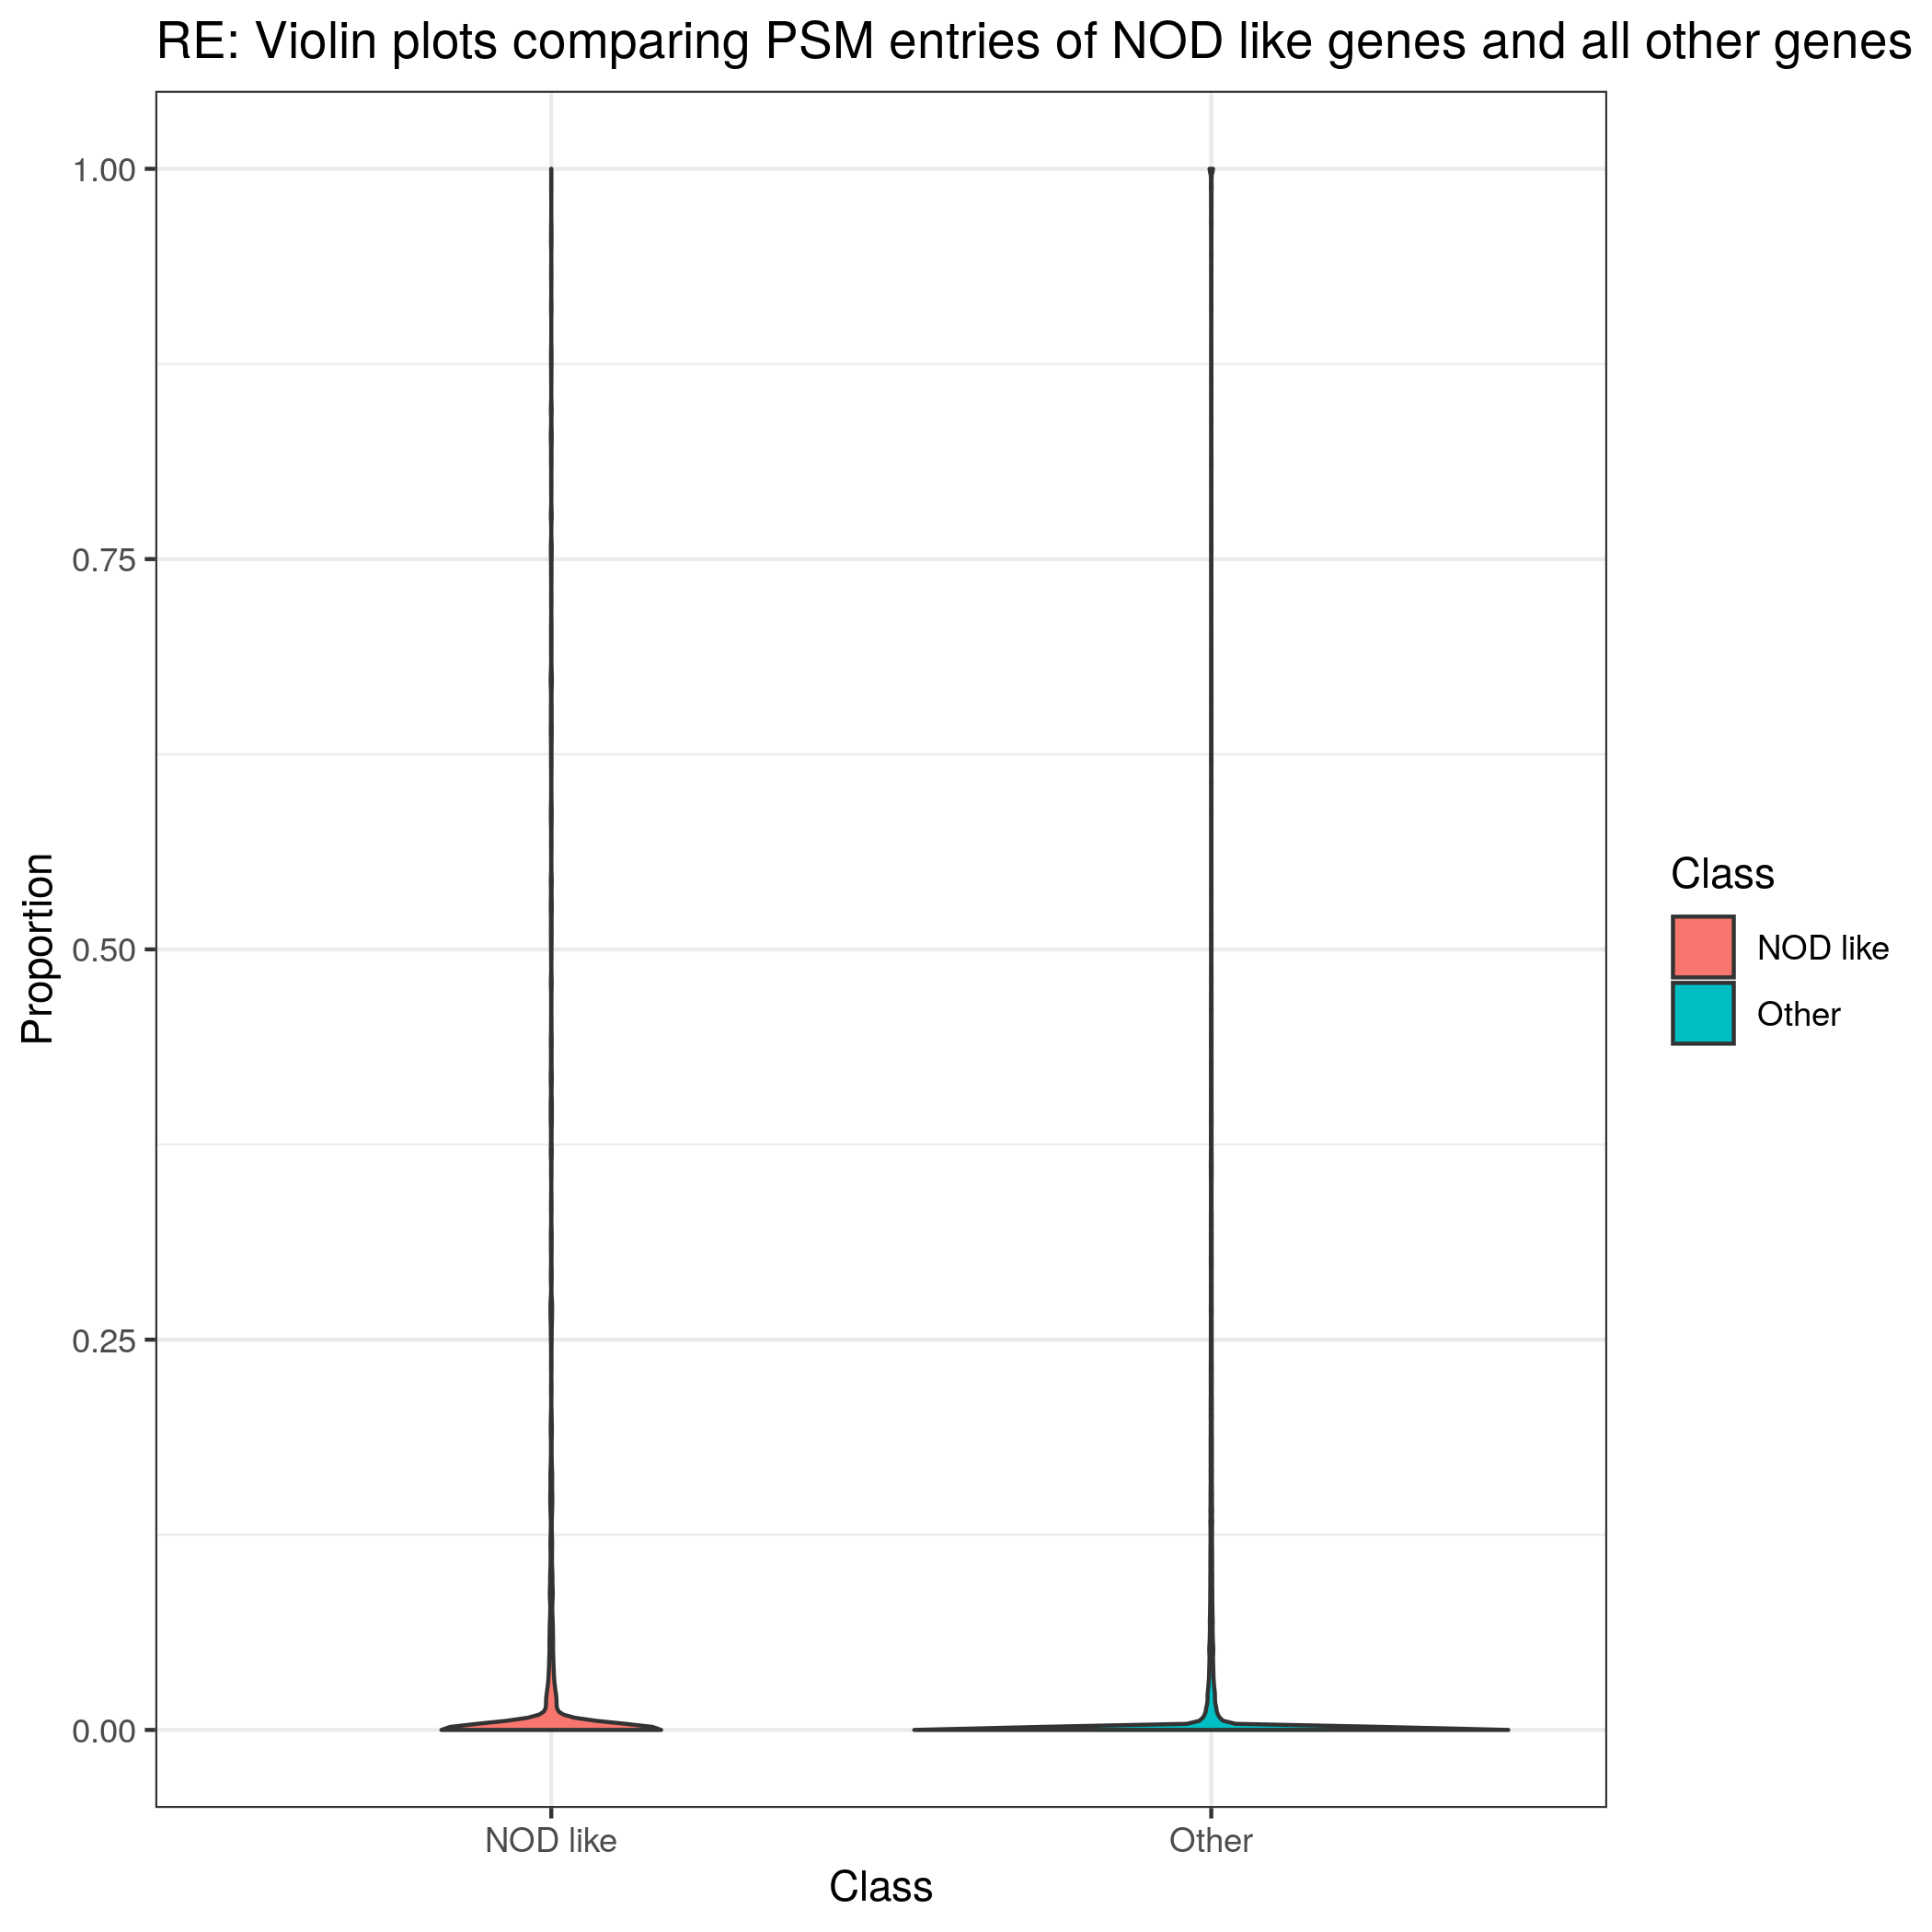 RE: Violin plots comparing PSM entries of NOD like genes and all other genes
1.00
0.75
0.50
0.25
0.00
Proportion
NOD like
Other
Class
Class
NOD like
Other